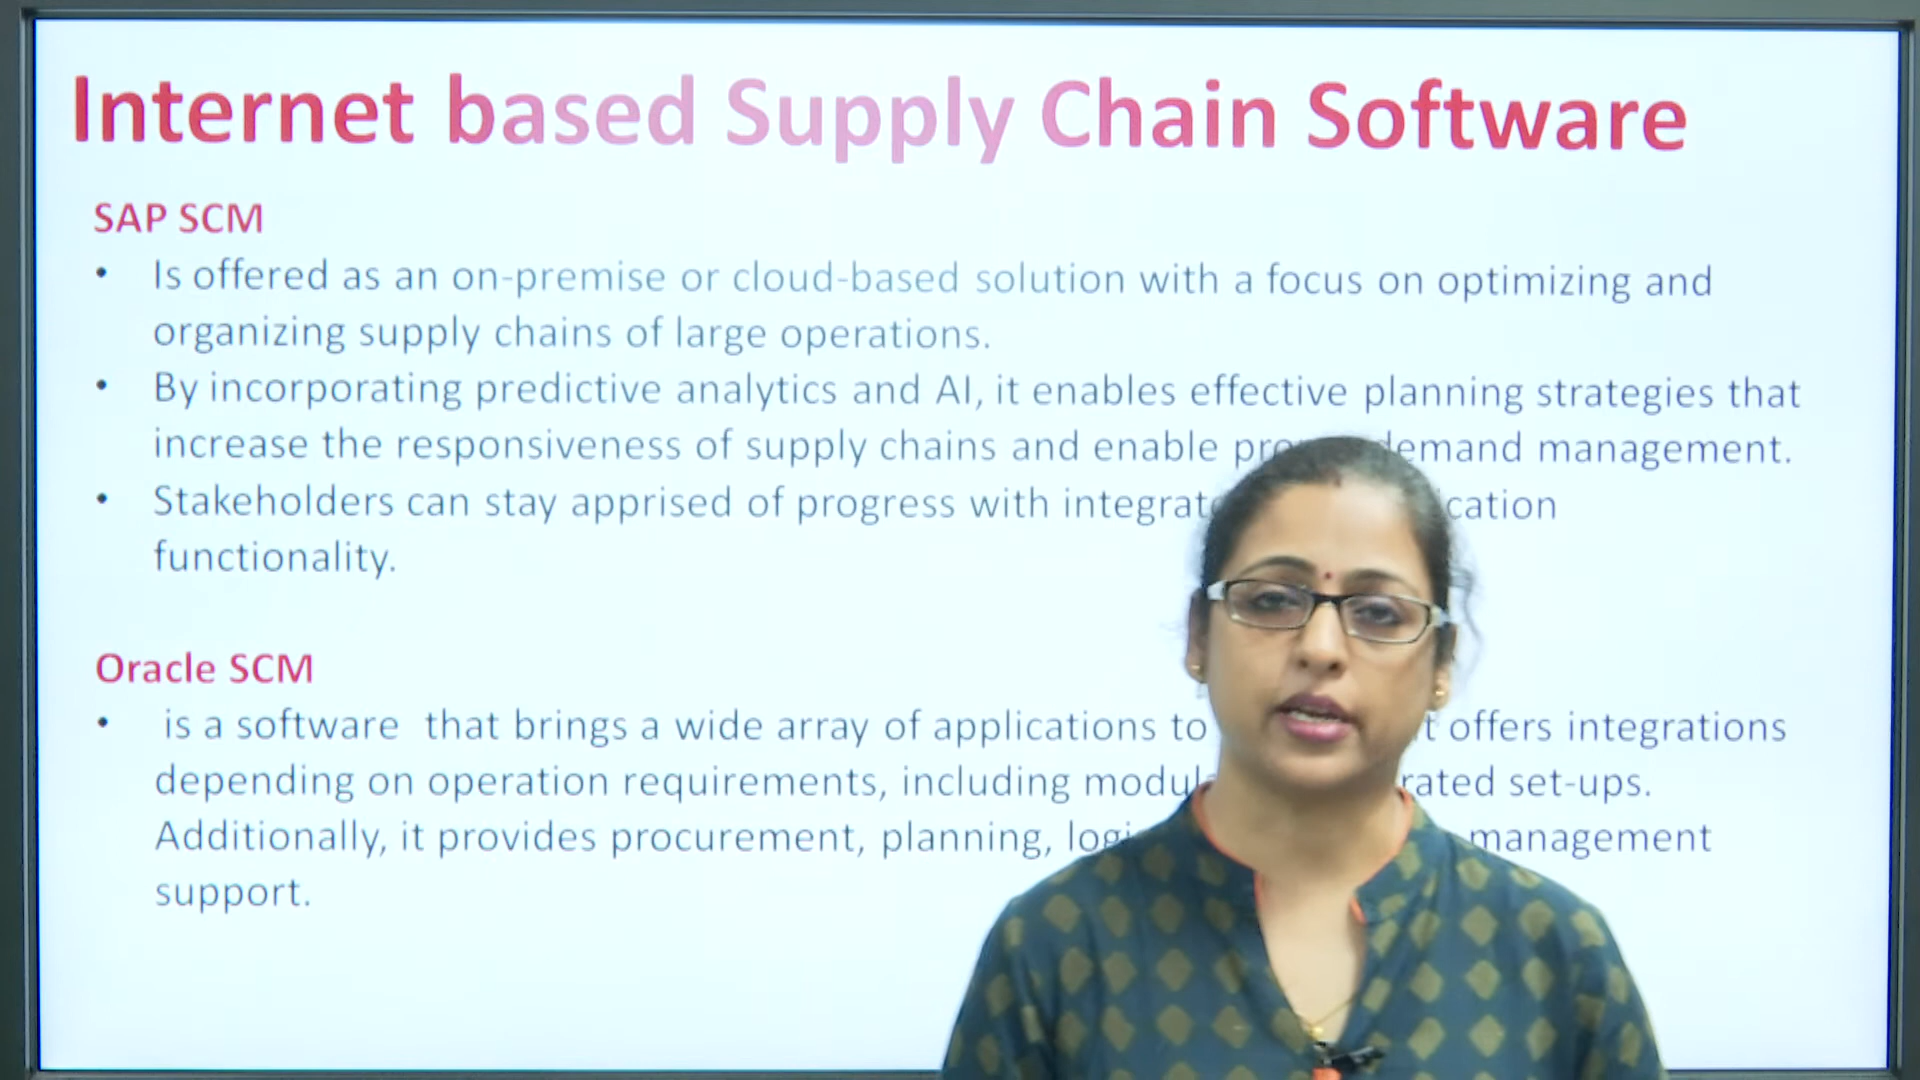 Internet based Supply Chain Software
SAP SCM
• Is offered as an on-premise or cloud-based solution with a focus on optimizing and
organizing supply chains of large operations.
• By incorporating predictive analytics and AI, it enables effective planning strategies that
increase the responsiveness of supply chains and enable demand management.
• Stakeholders can stay apprised of progress with
functionality.
Oracle SCM
• is a software that brings a wide array of applications to offers integrations
depending on operation requirements, including set-ups.
Additionally, it provides procurement, planning, management
support.